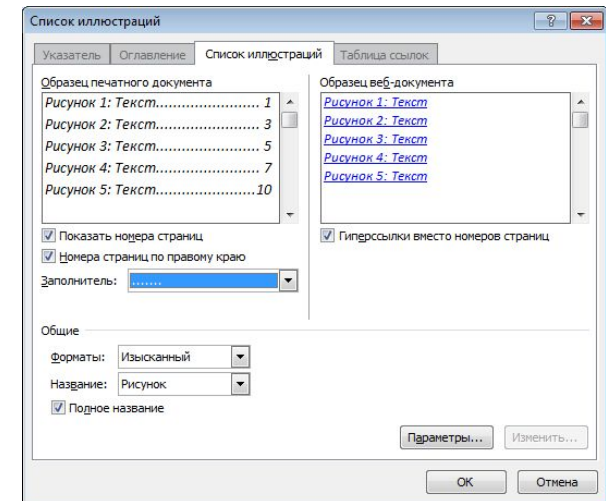 Список иллюстраций
Указатель Оглавление Список иллюстраций Таблица ссылок
Образец печатного документа
Рисунок 1: Текст........................ 1
Рисунок 2: Текст........................ 3
Рисунок 3: Текст........................ 5
Рисунок 4: Текст........................ 7
Рисунок 5: Текст.......................10
Образец веб-документа
Рисунок 1: Текст
Рисунок 2: Текст
Рисунок 3: Текст
Рисунок 4: Текст
Рисунок 5: Текст
Показать номера страниц
Номера страниц по правому краю
Заполнитель: .......
Гиперссылки вместо номеров страниц
Общие
Форматы: Изысканный
Название: Рисунок
Полное название
Параметры... Изменить...
ОК Отмена